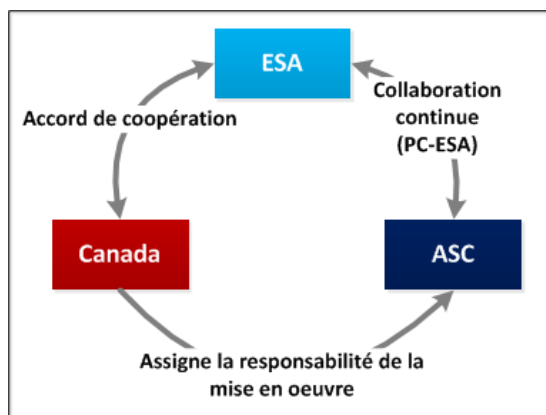 ESA
Accord de coopération
Collaboration
continue
(PC-ESA)
Canada
ASC
Assigne la responsabilité de la
mise en oeuvre